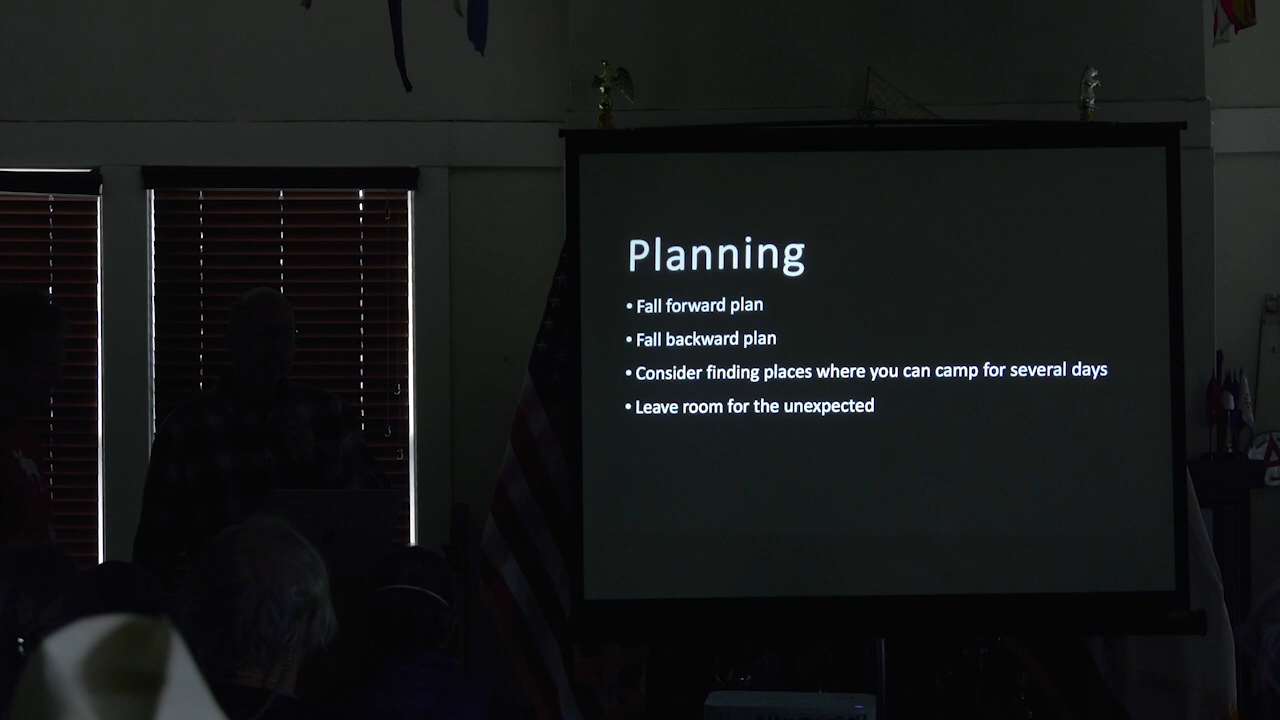 Planning
• Fall forward plan
• Fall backward plan
• Consider finding places where you can camp for several days
• Leave room for the unexpected